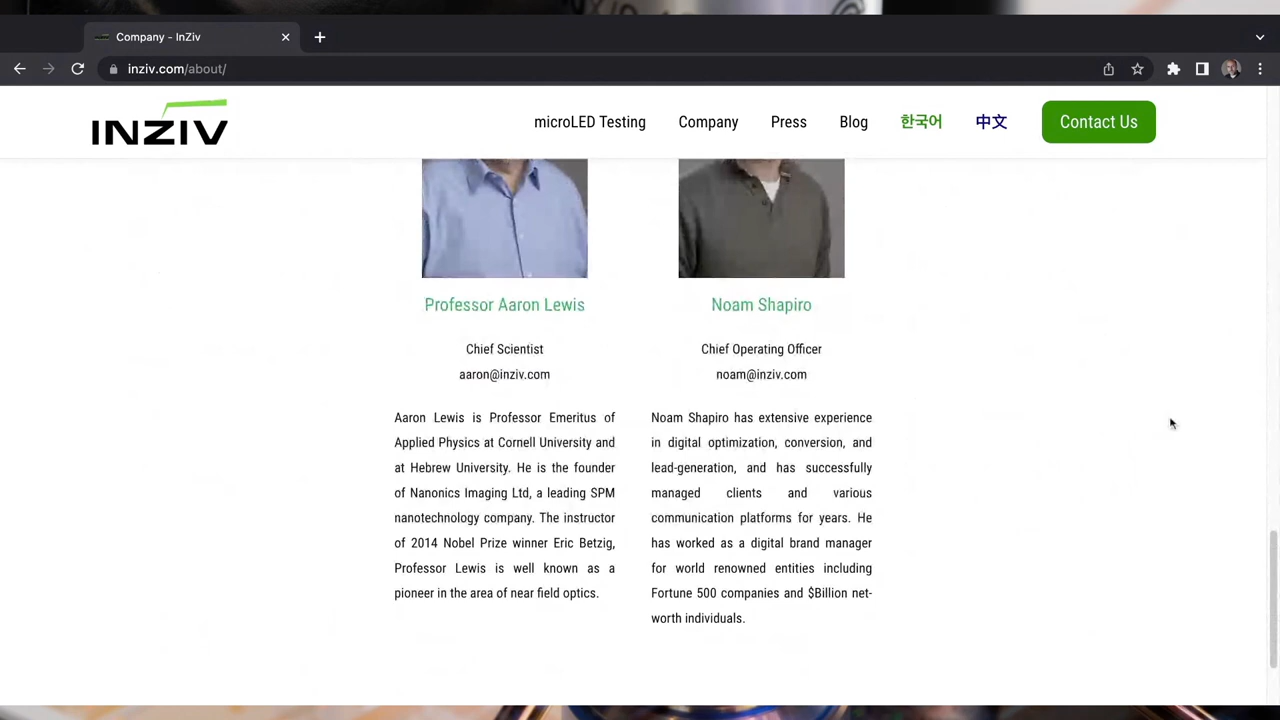 Company - InZiv
inziv.com/about/
INZIV
microLED Testing
Company
Press
Blog
한국어
中文
Contact Us
Professor Aaron Lewis
Chief Scientist
aaron@inziv.com
Aaron Lewis is Professor Emeritus of
Applied Physics at Cornell University and
at Hebrew University. He is the founder
of Nanonics Imaging Ltd, a leading SPM
nanotechnology company. The instructor
of 2014 Nobel Prize winner Eric Betzig,
Professor Lewis is well known as a
pioneer in the area of near field optics.
Noam Shapiro
Chief Operating Officer
noam@inziv.com
Noam Shapiro has extensive experience
in digital optimization, conversion, and
lead-generation, and has successfully
managed clients and various
communication platforms for years. He
has worked as a digital brand manager
for world renowned entities including
Fortune 500 companies and $Billion net-
worth individuals.